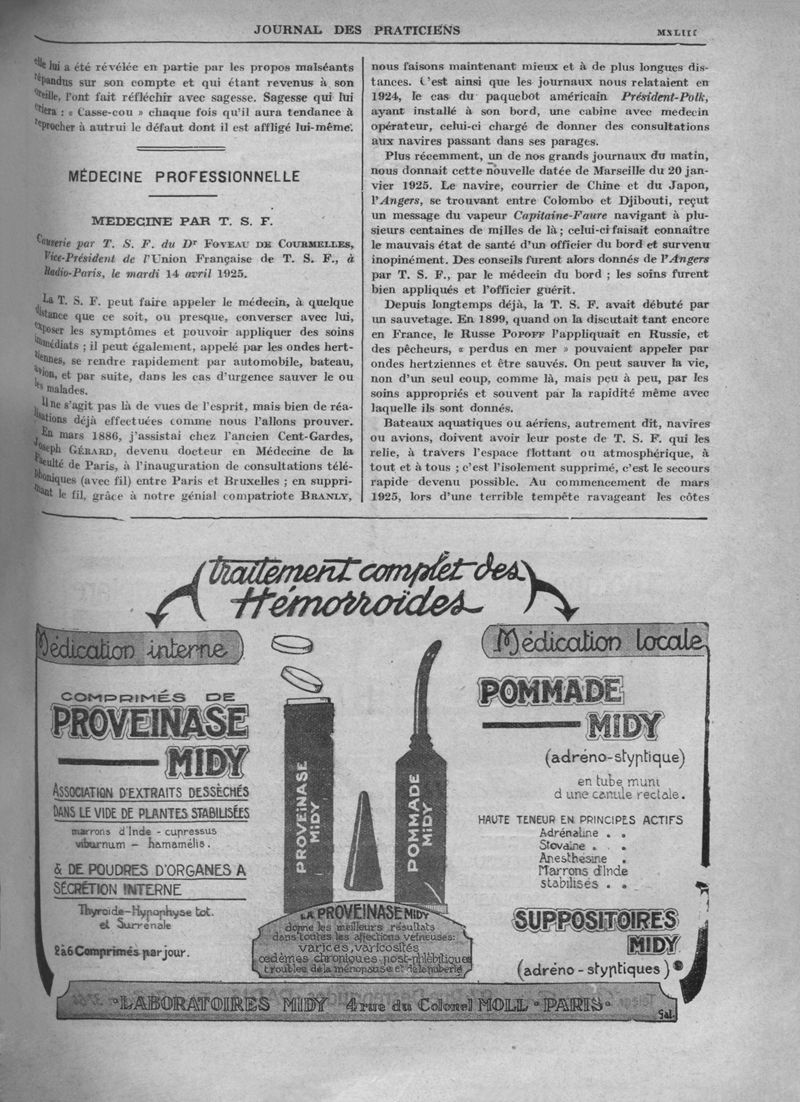 JOURNAL DES PRATICIENS
MXLIII
elle lui a été révélée en partie par les propos malséants
répandus sur son compte et qui étant revenus à son
oreille, l'ont fait réfléchir avec sagesse. Sagesse qui lui
criera : « Casse-cou » chaque fois qu'il aura tendance à
reprocher à autrui le défaut dont il est affligé lui-même.
MÉDECINE PROFESSIONNELLE
MEDECINE PAR T. S. F.
Causerie par T. S. F. du Dr FOVEAU DE COURMELLES,
Vice-Président de l'Union Française de T. S. F., à
Radio-Paris, le mardi 14 avril 1925.
La T. S. F. peut faire appeler le médecin, à quelque
distance que ce soit, ou presque, converser avec lui,
exposer les symptômes et pouvoir appliquer des soins
immédiats ; il peut également, appelé par les ondes hert-
ziennes, se rendre rapidement par automobile, bateau,
avion, et par suite, dans les cas d'urgence sauver le ou
les malades.
Il ne s'agit pas là de vues de l'esprit, mais bien de réa-
lisations déjà effectuées comme nous l'allons prouver.
En mars 1886, j'assistai chez l'ancien Cent-Gardes,
Joseph GÉRARD, devenu docteur en Médecine de la
Faculté de Paris, à l'inauguration de consultations télé-
phoniques (avec fil) entre Paris et Bruxelles ; en suppri-
mant le fil, grâce à notre génial compatriote BRANLY,
nous faisons maintenant mieux et à de plus longues dis-
tances. C'est ainsi que les journaux nous relataient en
1924, le cas du paquebot américain Président-Polk,
ayant installé à son bord, une cabine avec medecin
opérateur, celui-ci chargé de donner des consultations
aux navires passant dans ses parages.
Plus récemment, un de nos grands journaux du matin,
nous donnait cette nouvelle datée de Marseille du 20 jan-
vier 1925. Le navire, courrier de Chine et du Japon,
l'Angers, se trouvant entre Colombo et Djibouti, reçut
un message du vapeur Capitaine-Faure navigant à plu-
sieurs centaines de milles de là ; celui-ci faisait connaître
le mauvais état de santé d'un officier du bord et survenu
inopinément. Des conseils furent alors donnés de l'Angers
par T. S. F., par le médecin du bord ; les soins furent
bien appliqués et l'officier guérit.
Depuis longtemps déjà, la T. S. F. avait débuté par
un sauvetage. En 1899, quand on la discutait tant encore
en France, le Russe POPOFF l'appliquait en Russie, et
des pêcheurs, « perdus en mer » pouvaient appeler par
ondes hertziennes et être sauvés. On peut sauver la vie,
non d'un seul coup, comme là, mais peu à peu, par les
soins appropriés et souvent par la rapidité même avec
laquelle ils sont donnés.
Bateaux aquatiques ou aériens, autrement dit, navires
ou avions, doivent avoir leur poste de T. S. F. qui les
relie, à travers l'espace flottant ou atmosphérique, à
tout et à tous ; c'est l'isolement supprimé, c'est le secours
rapide devenu possible. Au commencement de mars
1925, lors d'une terrible tempête ravageant les côtes
traitement complet des
Hémorroïdes
Médication interne
COMPRIMÉS DE
PROVEINASE
MIDY
ASSOCIATION D'EXTRAITS DESSÈCHÉS
DANS LE VIDE DE PLANTES STABILISÉES
marrons d'Inde - cupressus
viburnum - hamamélis.
& DE POUDRES D'ORGANES A
SÉCRÉTION INTERNE
Thyroïde-Hypophyse tot.
et Surrénale
2 à 6 Comprimés par jour.
PROVEINASE
MIDY
POMMADE
MIDY
LA PROVEINASE MIDY
donne les meilleurs résultats
dans toutes les affections veineuses:
varices, varicosités
œdèmes chroniques post-phlébitiques
troubles de la ménopause et de la puberté
Médication locale
POMMADE
MIDY
(adréno-styptique)
en tube muni
d'une canule rectale.
HAUTE TENEUR EN PRINCIPES ACTIFS
Adrénaline . .
Stovaïne . . .
Anesthésine .
Marrons d'Inde
stabilisés . .
SUPPOSITOIRES
MIDY
(adréno-styptiques)
LABORATOIRES MIDY 4 rue du Colonel MOLL PARIS
Gal.